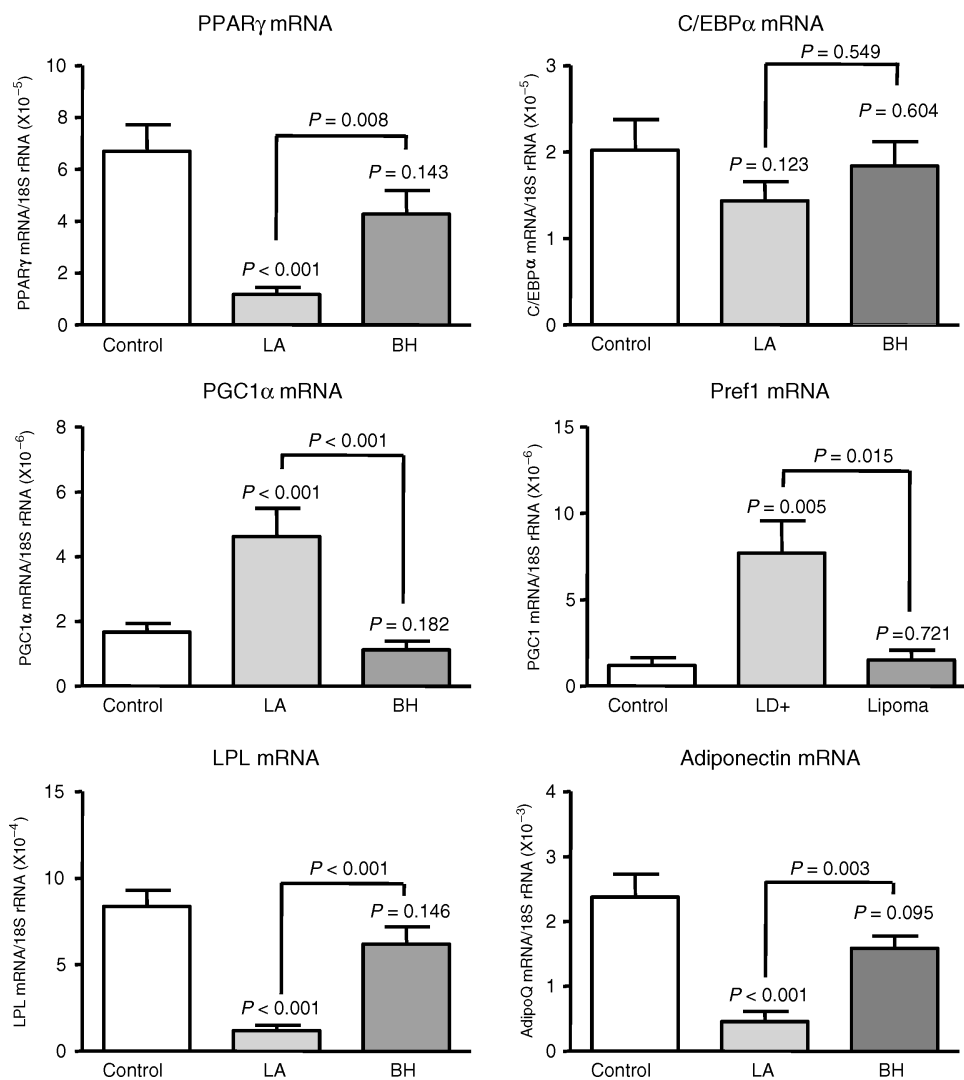 PPARγ mRNA
PPARγ mRNA/18S rRNA (X10⁻⁵)
10
8
6
4
2
0
P = 0.008
P = 0.143
P < 0.001
Control LA BH
C/EBPα mRNA
C/EBPα mRNA/18S rRNA (X10⁻⁵)
3
2
1
0
P = 0.549
P = 0.604
P = 0.123
Control LA BH
PGC1α mRNA
PGC1α mRNA/18S rRNA (X10⁻⁶)
8
6
4
2
0
P < 0.001
P < 0.001
P = 0.182
Control LA BH
Pref1 mRNA
PGC1 mRNA/18S rRNA (X10⁻⁶)
15
10
5
0
P = 0.015
P = 0.005
P =0.721
Control LD+ Lipoma
LPL mRNA
LPL mRNA/18S rRNA (X10⁻⁴)
15
10
5
0
P < 0.001
P = 0.146
P < 0.001
Control LA BH
Adiponectin mRNA
AdipoQ mRNA/18S rRNA (X10⁻³)
4
3
2
1
0
P = 0.003
P = 0.095
P < 0.001
Control LA BH